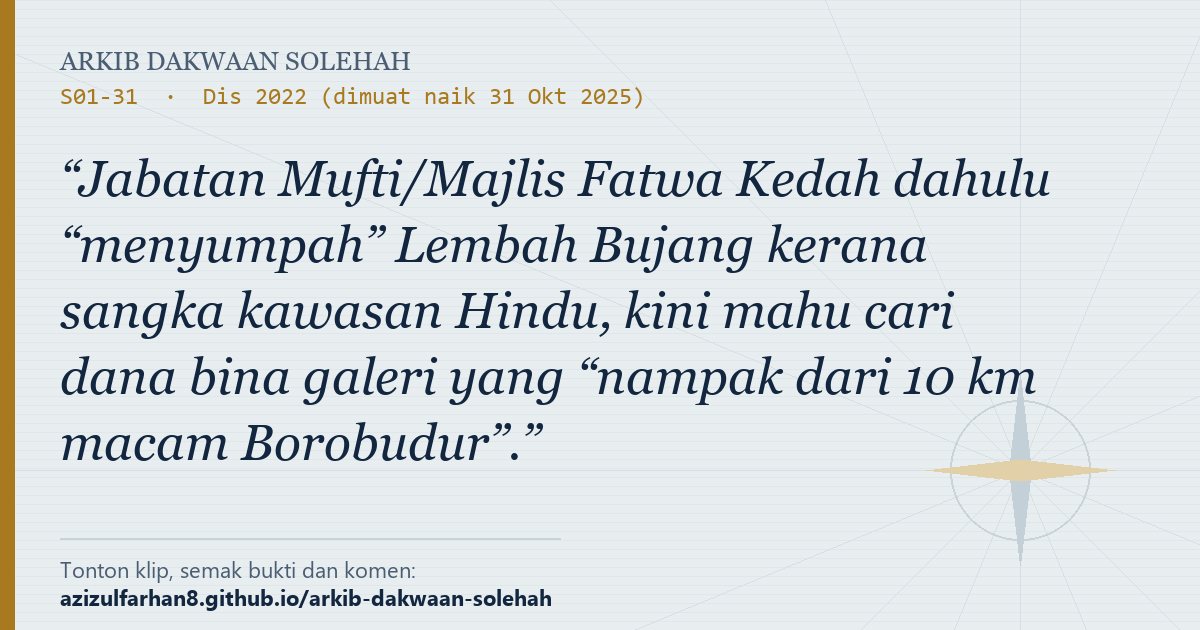 ARKIB DAKWAAN SOLEHAH
S01-31 · Dis 2022 (dimuat naik 31 Okt 2025)
“Jabatan Mufti/Majlis Fatwa Kedah dahulu
“menyumpah” Lembah Bujang kerana
sangka kawasan Hindu, kini mahu cari
dana bina galeri yang “nampak dari 10 km
macam Borobudur”.”
Tonton klip, semak bukti dan komen:
azizulfarhan8.github.io/arkib-dakwaan-solehah